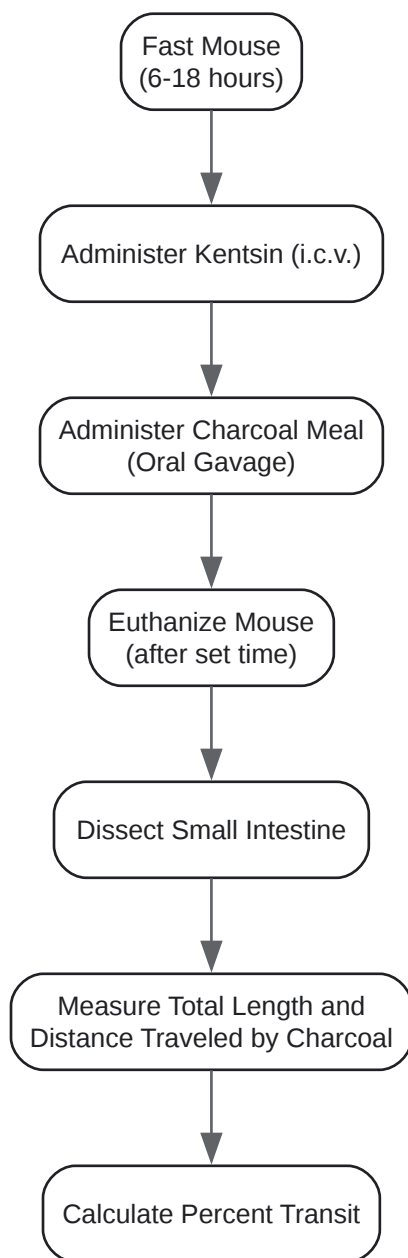 Fast Mouse
(6-18 hours)
Administer Kentsin (i.c.v.)
Administer Charcoal Meal
(Oral Gavage)
Euthanize Mouse
(after set time)
Dissect Small Intestine
Measure Total Length and
Distance Traveled by Charcoal
Calculate Percent Transit